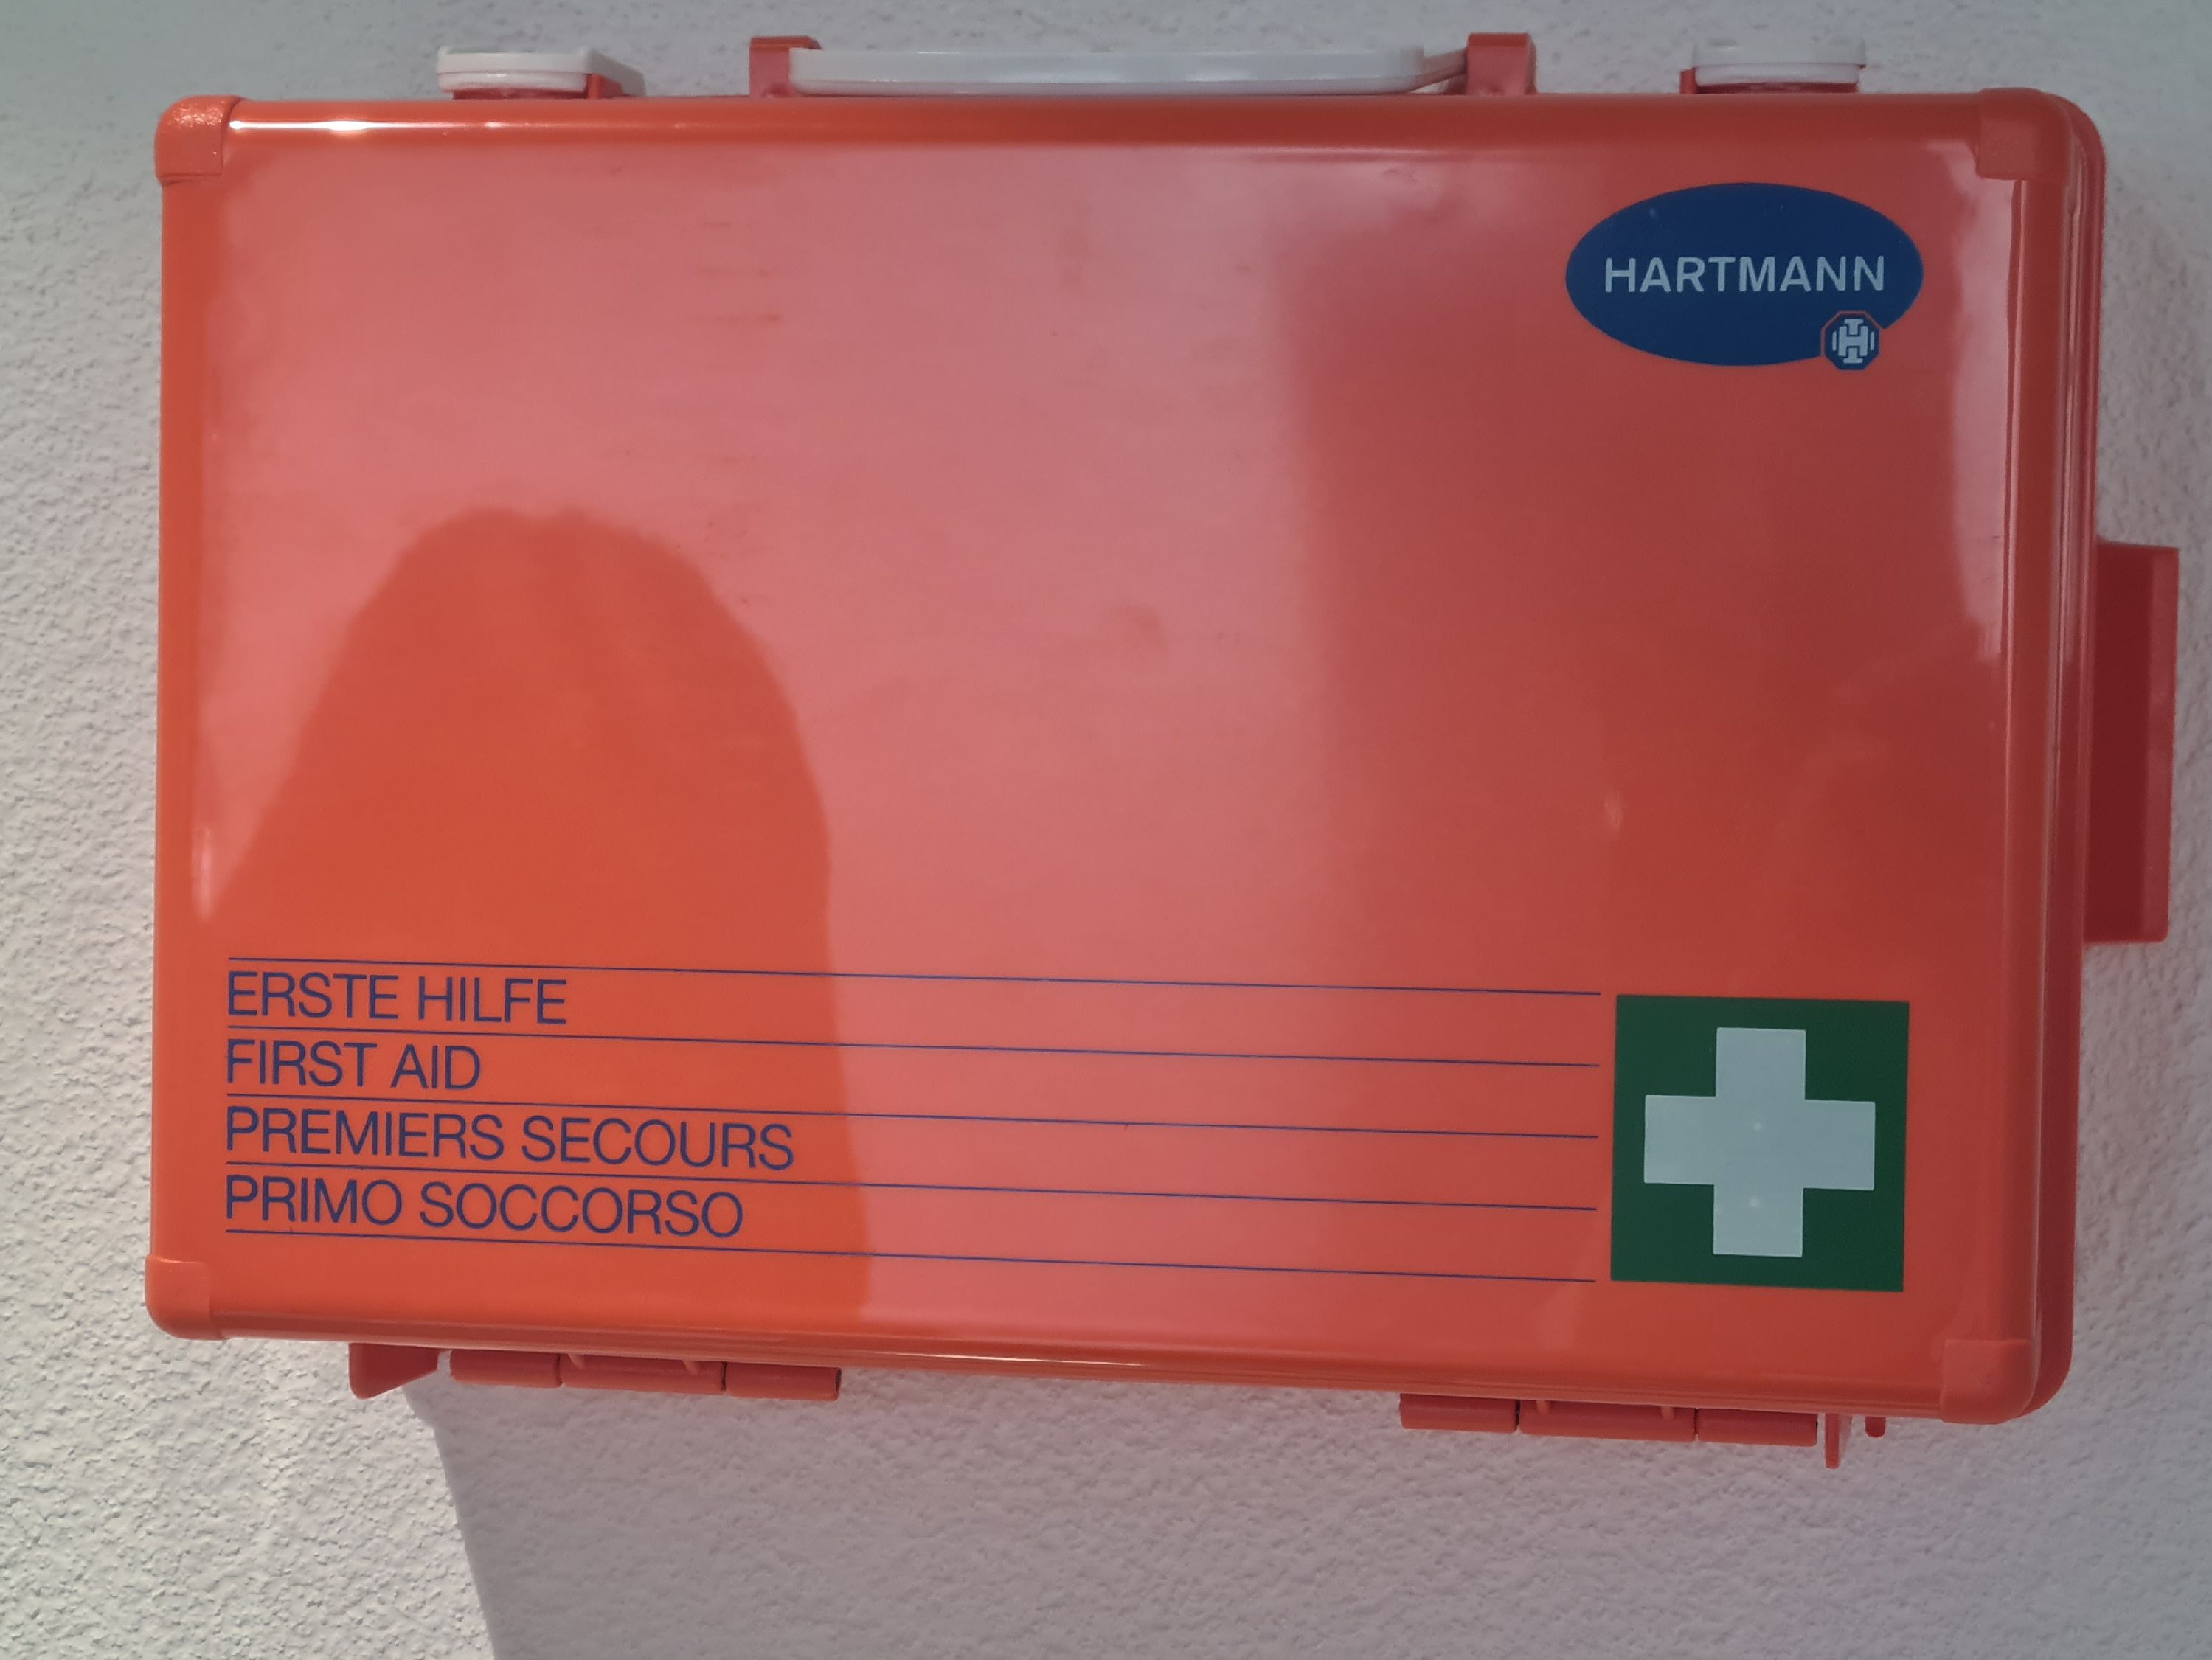 HARTMANN
ERSTE HILFE
FIRST AID
PREMIERS SECOURS
PRIMO SOCCORSO